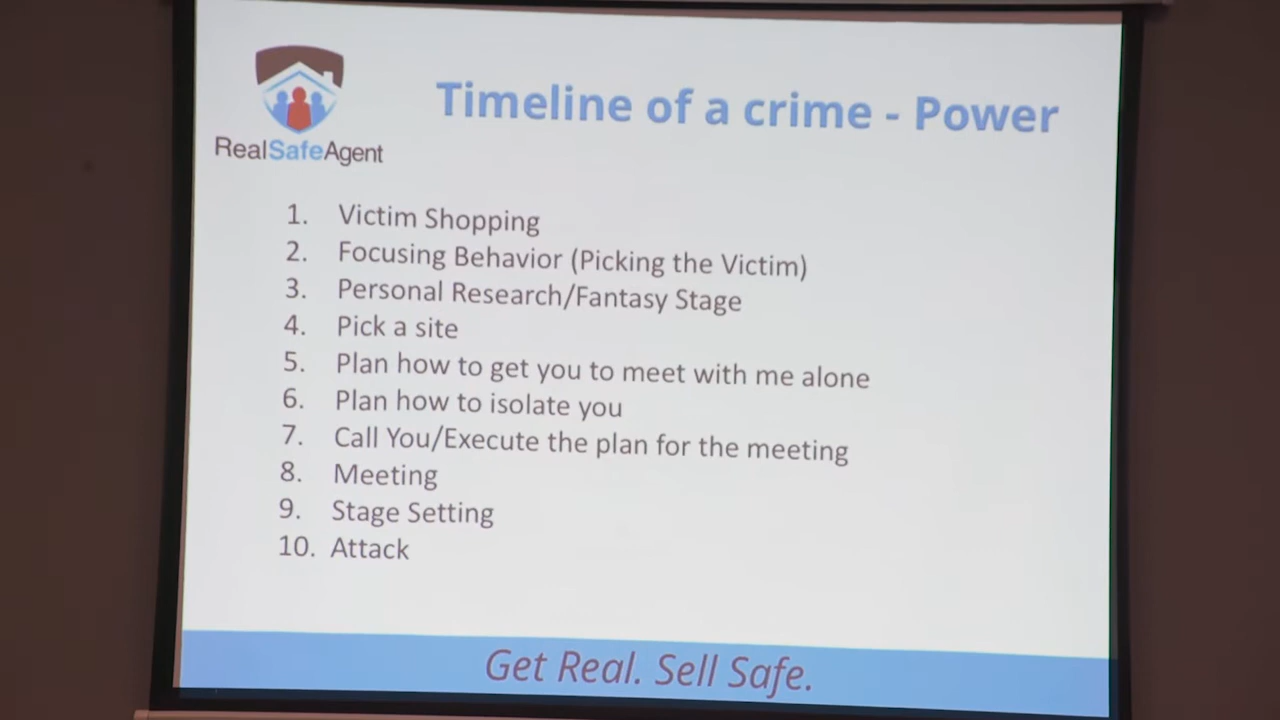 RealSafeAgent
Timeline of a crime - Power
1. Victim Shopping
2. Focusing Behavior (Picking the Victim)
3. Personal Research/Fantasy Stage
4. Pick a site
5. Plan how to get you to meet with me alone
6. Plan how to isolate you
7. Call You/Execute the plan for the meeting
8. Meeting
9. Stage Setting
10. Attack
Get Real. Sell Safe.